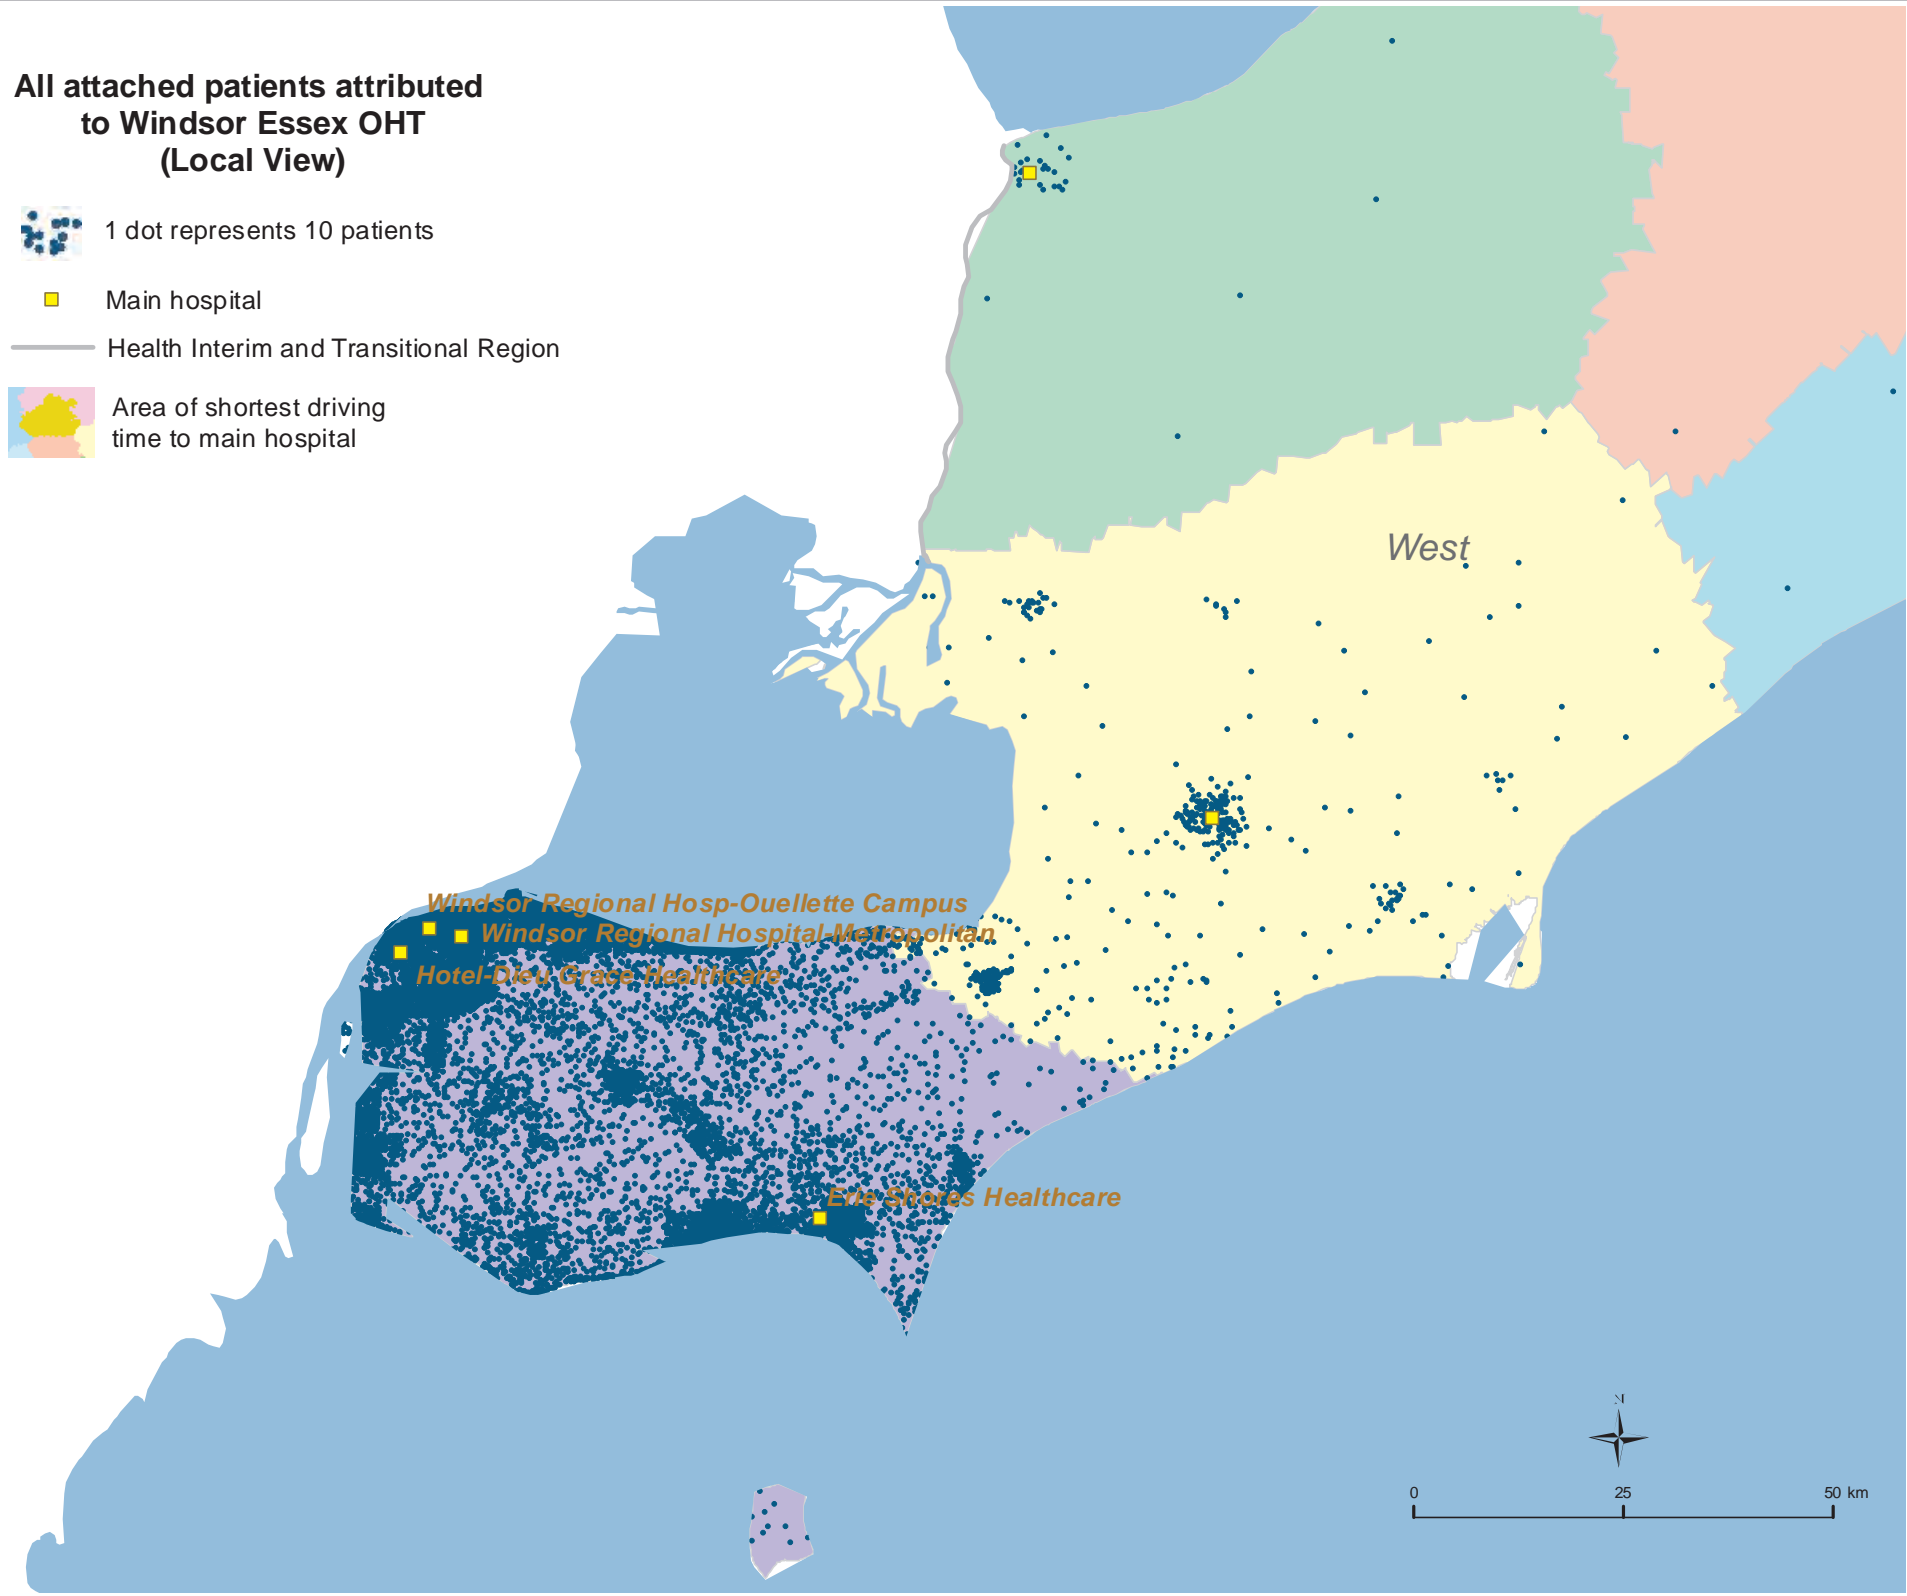 All attached patients attributed
to Windsor Essex OHT
(Local View)
1 dot represents 10 patients
Main hospital
Health Interim and Transitional Region
Area of shortest driving
time to main hospital
West
Windsor Regional Hosp-Ouellette Campus
Windsor Regional Hospital-Metropolitan
Hotel-Dieu Grace Healthcare
Erie Shores Healthcare
N
0 25 50 km